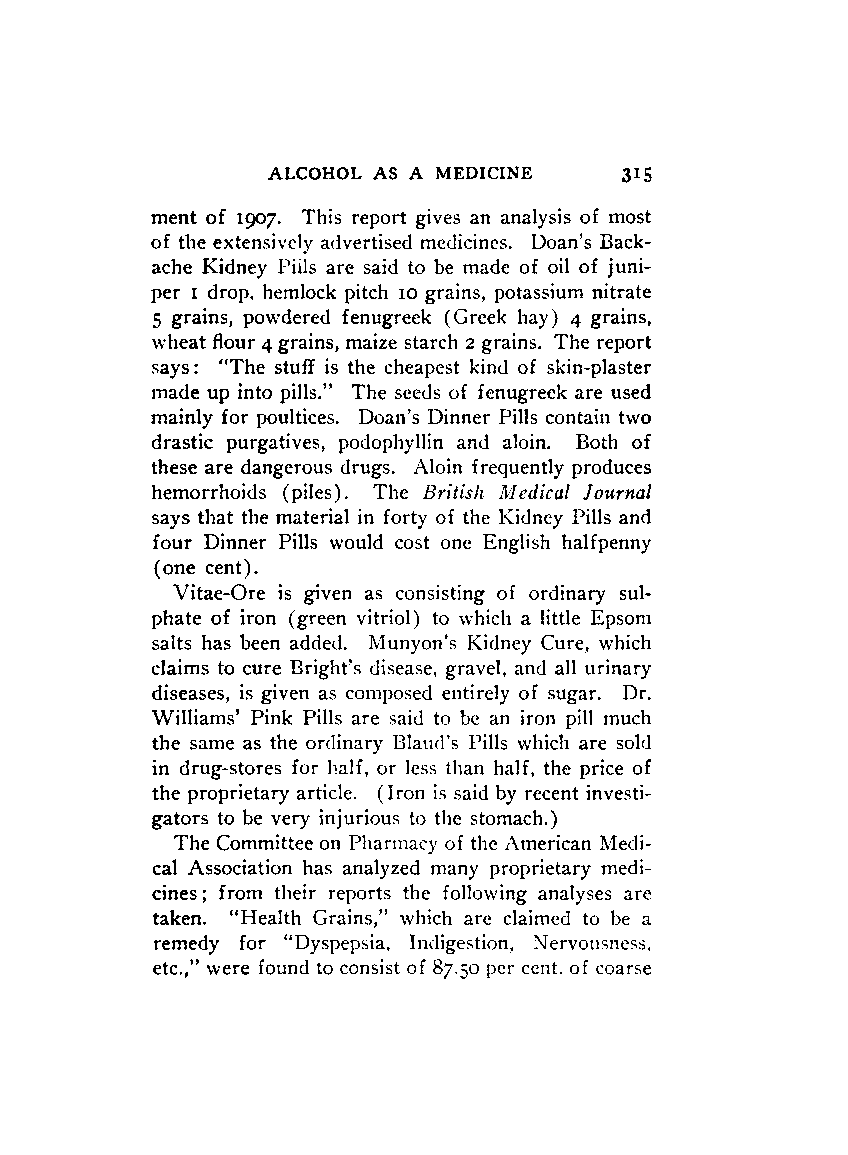 ALCOHOL AS A MEDICINE 315
ment of 1907. This report gives an analysis of most
of the extensively advertised medicines. Doan's Back-
ache Kidney Pills are said to be made of oil of juni-
per 1 drop, hemlock pitch 10 grains, potassium nitrate
5 grains, powdered fenugreek (Greek hay) 4 grains,
wheat flour 4 grains, maize starch 2 grains. The report
says: "The stuff is the cheapest kind of skin-plaster
made up into pills." The seeds of fenugreek are used
mainly for poultices. Doan's Dinner Pills contain two
drastic purgatives, podophyllin and aloin. Both of
these are dangerous drugs. Aloin frequently produces
hemorrhoids (piles). The British Medical Journal
says that the material in forty of the Kidney Pills and
four Dinner Pills would cost one English halfpenny
(one cent).
Vitae-Ore is given as consisting of ordinary sul-
phate of iron (green vitriol) to which a little Epsom
salts has been added. Munyon's Kidney Cure, which
claims to cure Bright's disease, gravel, and all urinary
diseases, is given as composed entirely of sugar. Dr.
Williams' Pink Pills are said to be an iron pill much
the same as the ordinary Blaud's Pills which are sold
in drug-stores for half, or less than half, the price of
the proprietary article. (Iron is said by recent investi-
gators to be very injurious to the stomach.)
The Committee on Pharmacy of the American Medi-
cal Association has analyzed many proprietary medi-
cines; from their reports the following analyses are
taken. "Health Grains," which are claimed to be a
remedy for "Dyspepsia, Indigestion, Nervousness,
etc.," were found to consist of 87.50 per cent. of coarse